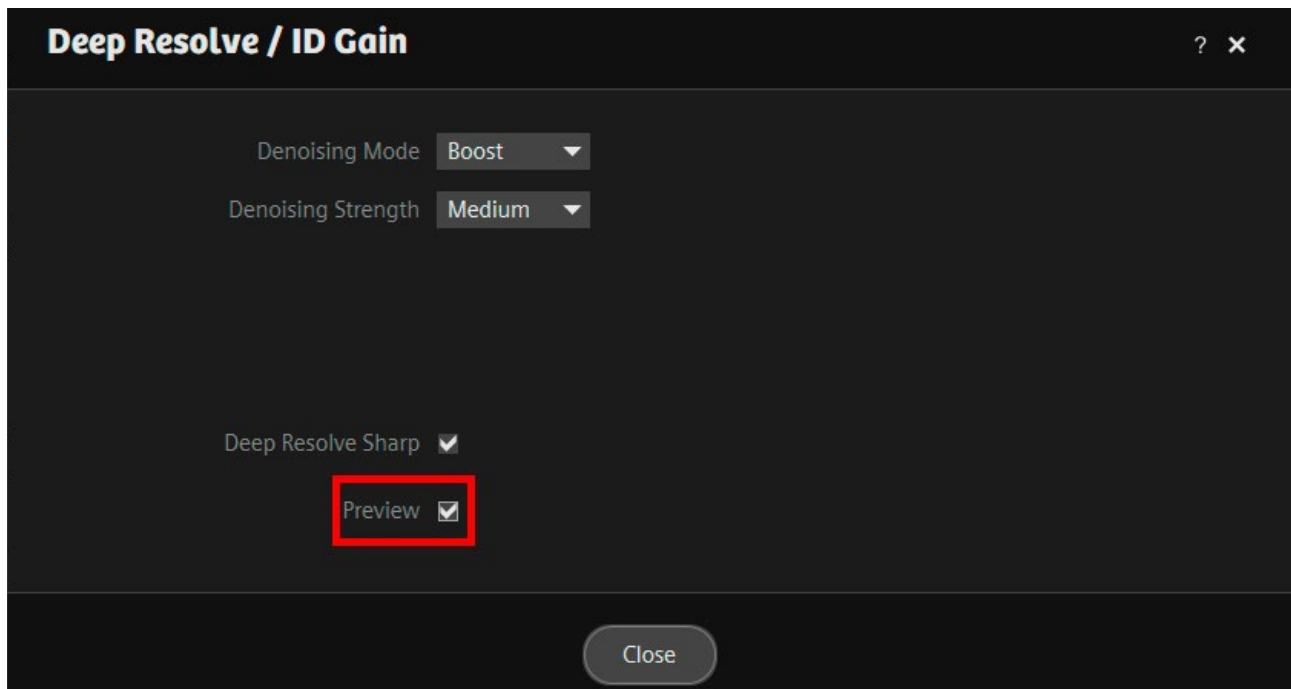 Deep Resolve / ID Gain ?
Denoising Mode Boost
Denoising Strength Medium
Deep Resolve Sharp
Preview
Close